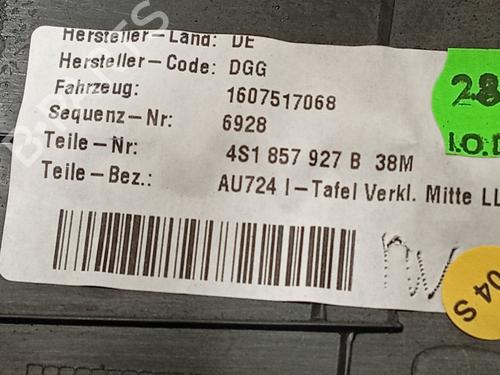 Hersteller-Land: DE
Hersteller-Code: DGG
Fahrzeug: 1607517068
Sequenz-Nr: 6928
Teile-Nr: 4S1 857 927 B 38M
Teile-Bez.: AU724 I-Tafel Verkl. Mitte LL
28
I.O.
04 S
B-PARTS